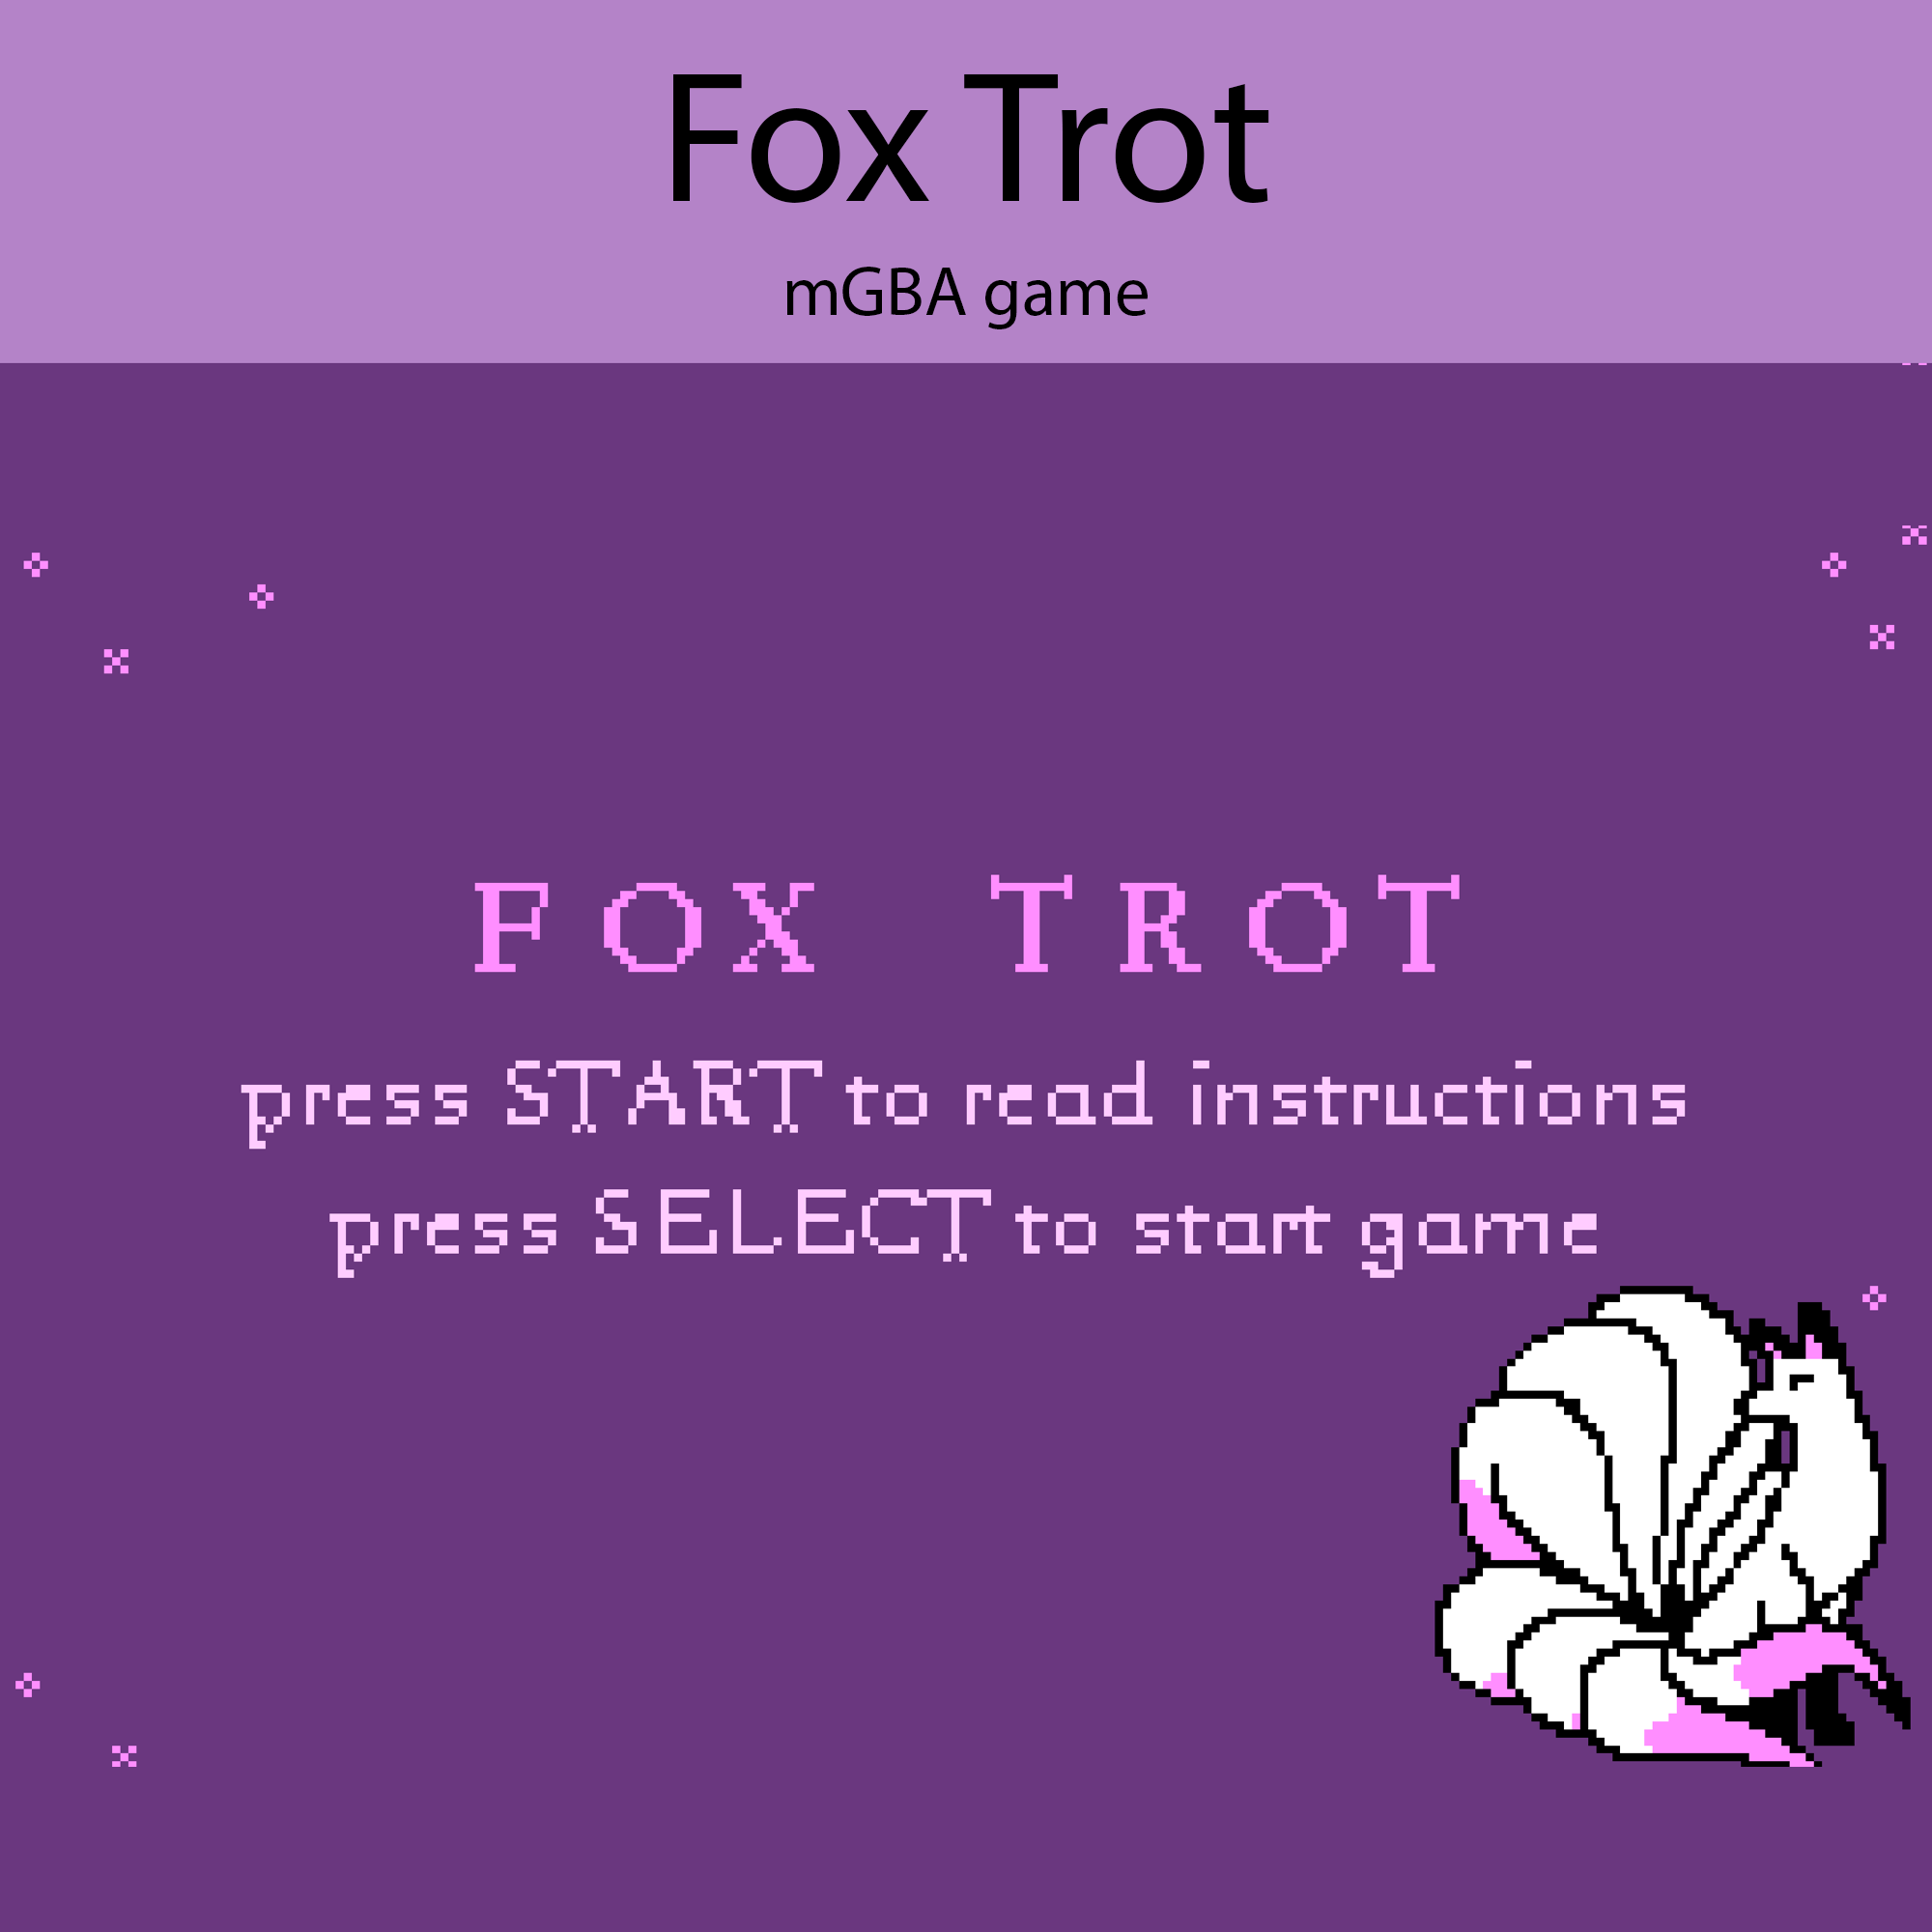 Fox Trot
mGBA game
FOX TROT
press START to read instructions
press SELECT to start game